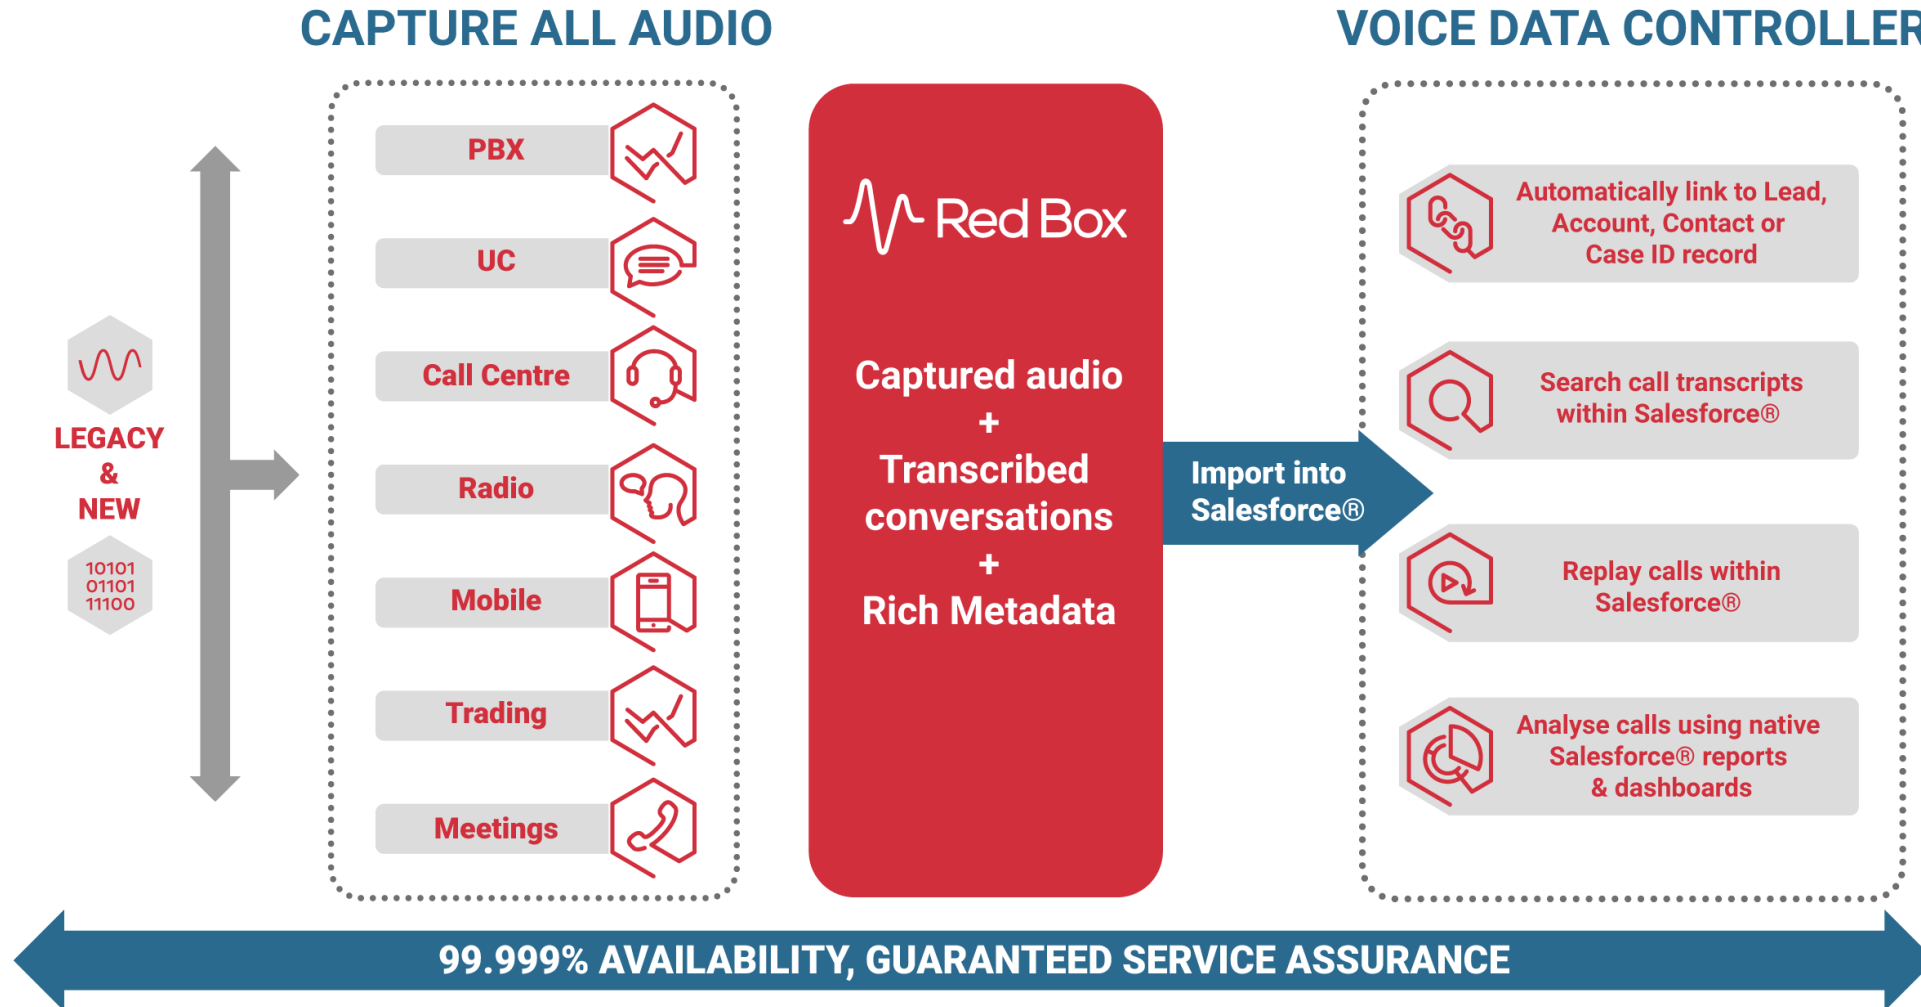 CAPTURE ALL AUDIO
VOICE DATA CONTROLLER
LEGACY
&
NEW
10101
01101
11100
PBX
UC
Call Centre
Radio
Mobile
Trading
Meetings
Red Box
Captured audio
+
Transcribed
conversations
+
Rich Metadata
Import into
Salesforce®
Automatically link to Lead,
Account, Contact or
Case ID record
Search call transcripts
within Salesforce®
Replay calls within
Salesforce®
Analyse calls using native
Salesforce® reports
& dashboards
99.999% AVAILABILITY, GUARANTEED SERVICE ASSURANCE